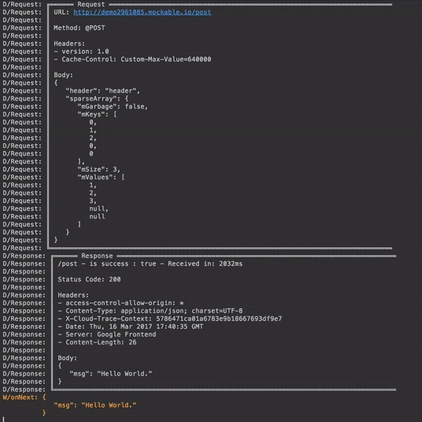 D/Request: ╔══════ Request ════════════════════════
D/Request: ║ URL: http://demo2961085.mockable.io/post
D/Request: ║
D/Request: ║ Method: @POST
D/Request: ║
D/Request: ║ Headers:
D/Request: ║ - version: 1.0
D/Request: ║ - Cache-Control: Custom-Max-Value=640000
D/Request: ║
D/Request: ║ Body:
D/Request: ║ {
D/Request: ║    "header": "header",
D/Request: ║    "sparseArray": {
D/Request: ║       "mGarbage": false,
D/Request: ║       "mKeys": [
D/Request: ║          0,
D/Request: ║          1,
D/Request: ║          2,
D/Request: ║          0,
D/Request: ║          0
D/Request: ║       ],
D/Request: ║       "mSize": 3,
D/Request: ║       "mValues": [
D/Request: ║          1,
D/Request: ║          2,
D/Request: ║          3,
D/Request: ║          null,
D/Request: ║          null
D/Request: ║       ]
D/Request: ║    }
D/Request: ║ }
D/Request: ╚═══════════════════════════════════════
D/Response: ╔══════ Response ═══════════════════════
D/Response: ║ /post - is success : true - Received in: 2032ms
D/Response: ║
D/Response: ║ Status Code: 200
D/Response: ║
D/Response: ║ Headers:
D/Response: ║ - access-control-allow-origin: *
D/Response: ║ - Content-Type: application/json; charset=UTF-8
D/Response: ║ - X-Cloud-Trace-Context: 5786471ca01a6703e9b18667693df9e7
D/Response: ║ - Date: Thu, 16 Mar 2017 17:40:35 GMT
D/Response: ║ - Server: Google Frontend
D/Response: ║ - Content-Length: 26
D/Response: ║
D/Response: ║ Body:
D/Response: ║ {
D/Response: ║    "msg": "Hello World."
D/Response: ║ }
D/Response: ╚═══════════════════════════════════════
W/onNext: {
"msg": "Hello World."
}